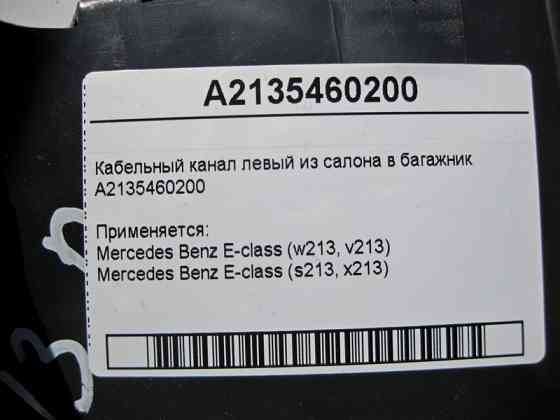 A2135460200
Кабельный канал левый из салона в багажник
A2135460200
Применяется:
Mercedes Benz E-class (w213, v213)
Mercedes Benz E-class (s213, x213)